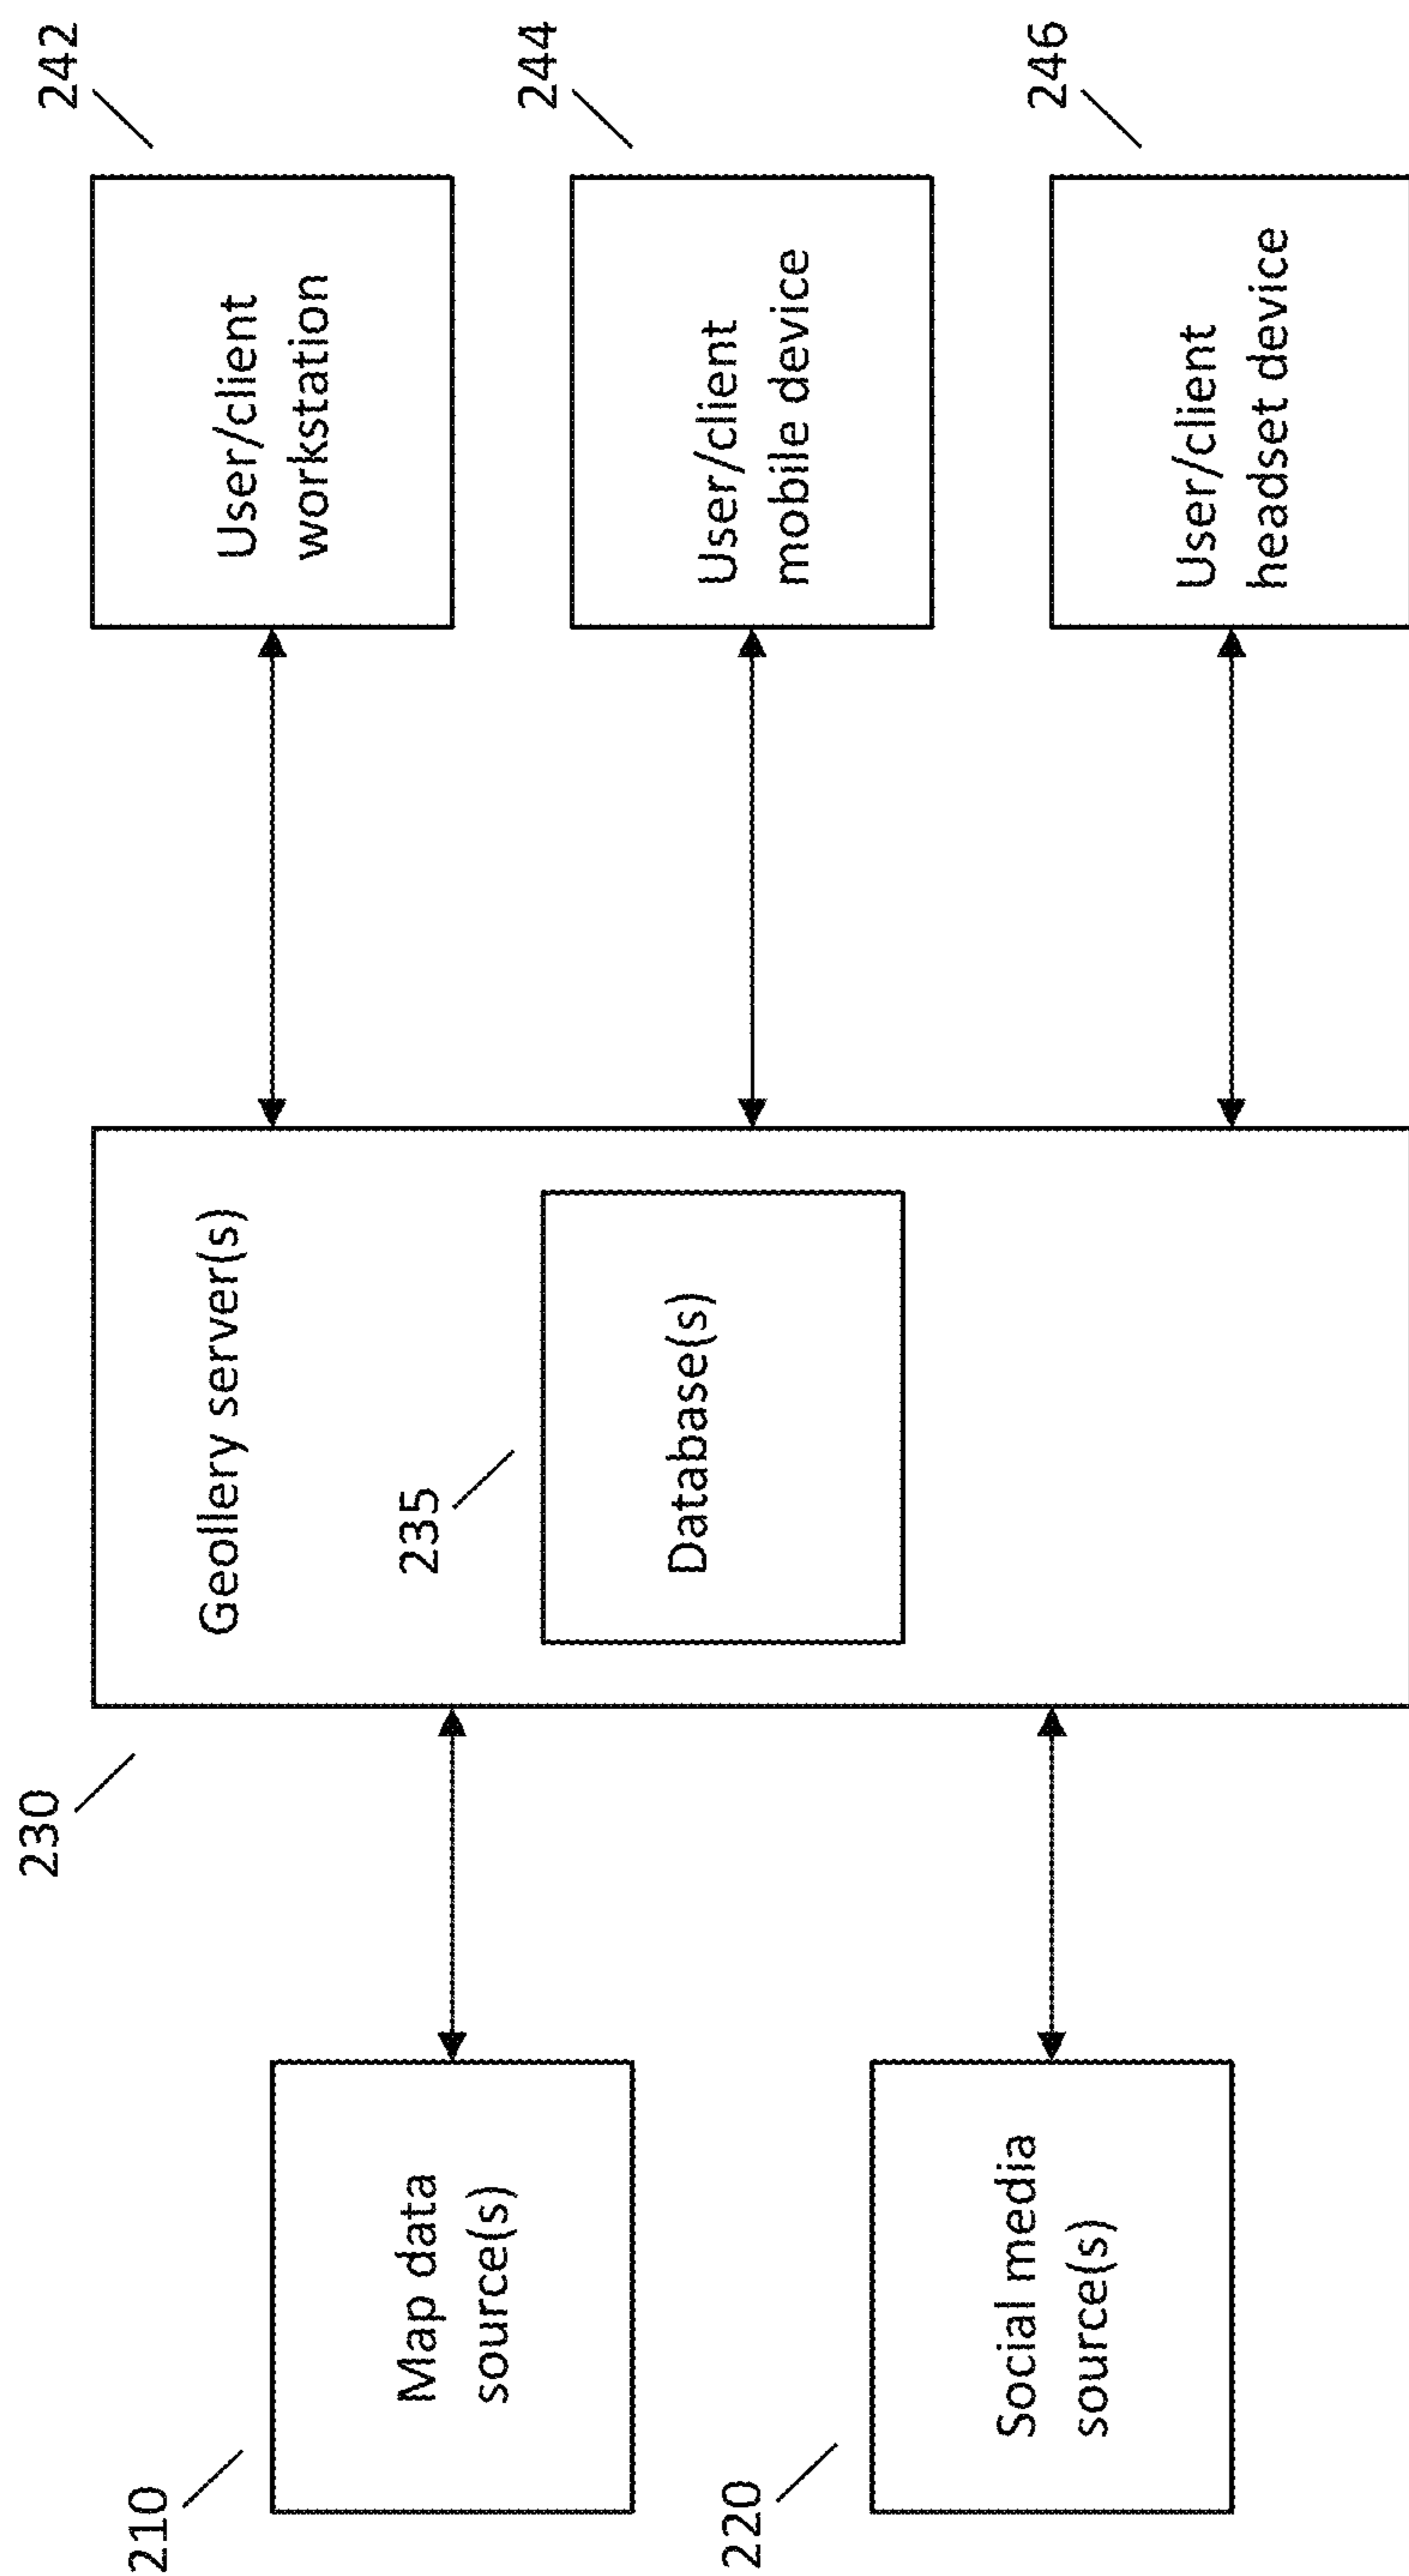 210
Map data
source(s)
220
Social media
source(s)
230
Geollery server(s)
235
Database(s)
242
User/client
workstation
244
User/client
mobile device
246
User/client
headset device